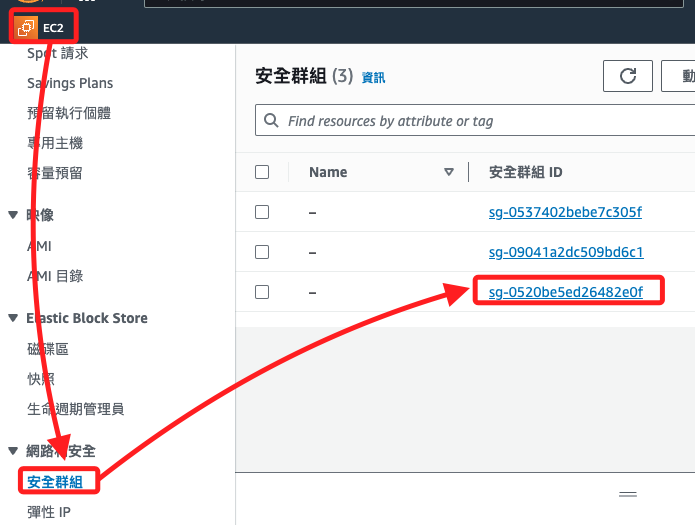 EC2
Spot 請求
Savings Plans
預留執行個體
專用主機
容量預留
映像
AMI
AMI 目錄
Elastic Block Store
磁碟區
快照
生命週期管理員
網路和安全
安全群組
彈性 IP
安全群組 (3) 資訊
動
Find resources by attribute or tag
Name
安全群組 ID
–
sg-0537402bebe7c305f
–
sg-09041a2dc509bd6c1
–
sg-0520be5ed26482e0f